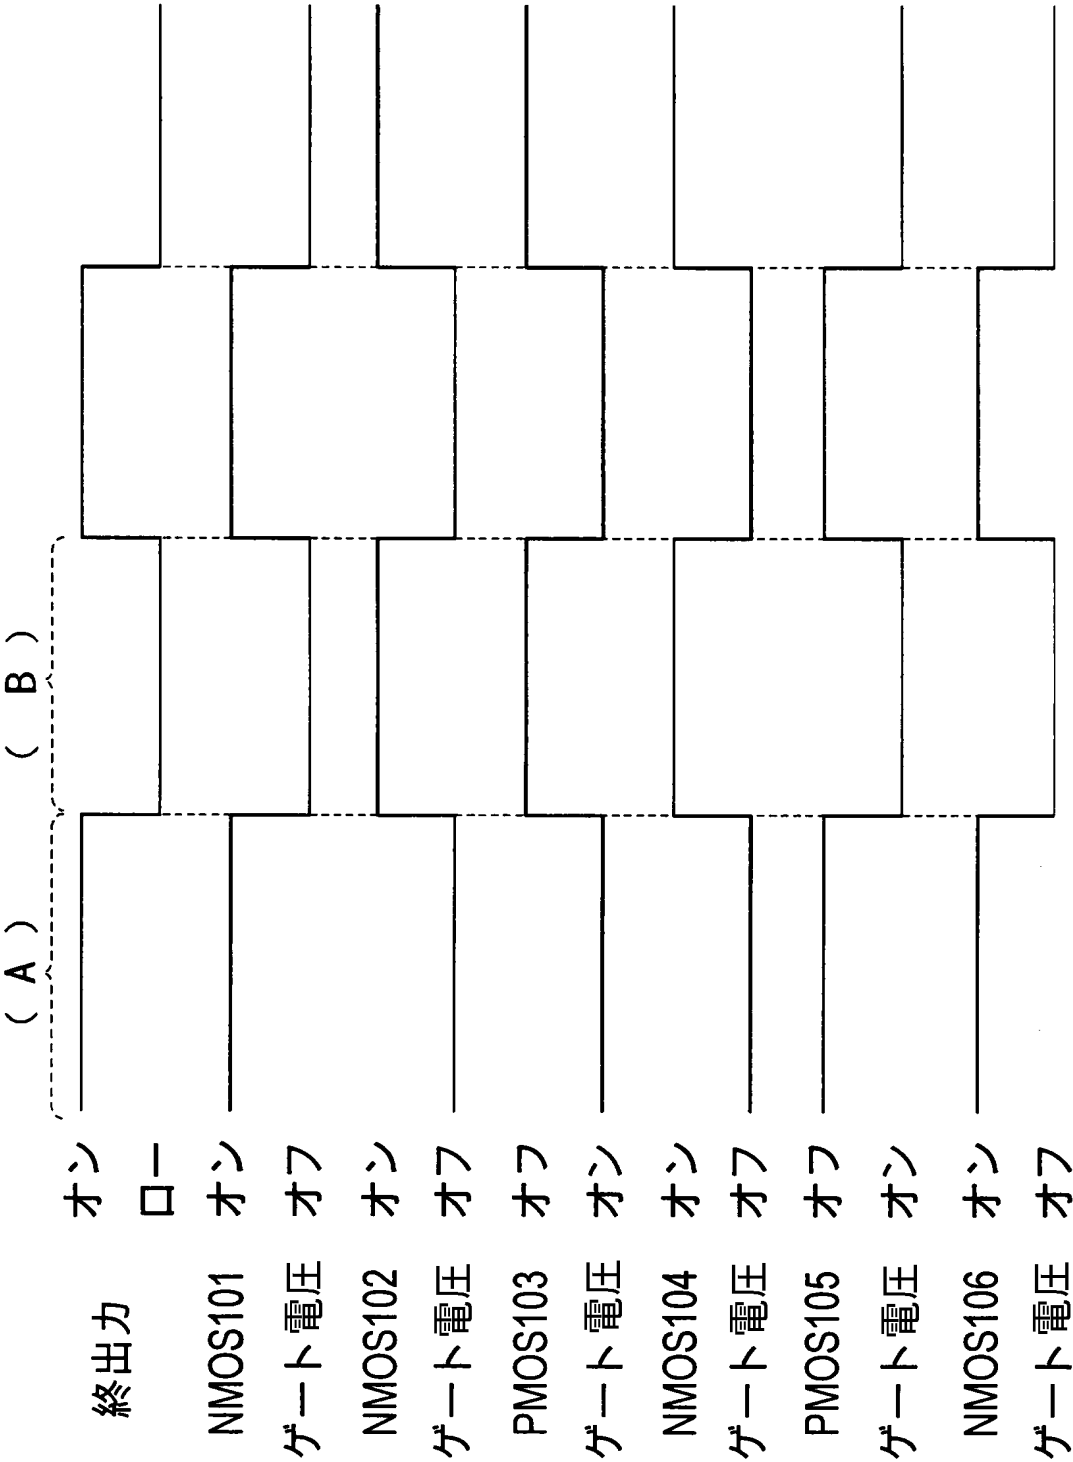 ( A )
( B )
終出力
オン
ロー
NMOS101
ゲート電圧
オン
オフ
NMOS102
ゲート電圧
オン
オフ
PMOS103
ゲート電圧
オフ
オン
NMOS104
ゲート電圧
オン
オフ
PMOS105
ゲート電圧
オフ
オン
NMOS106
ゲート電圧
オン
オフ